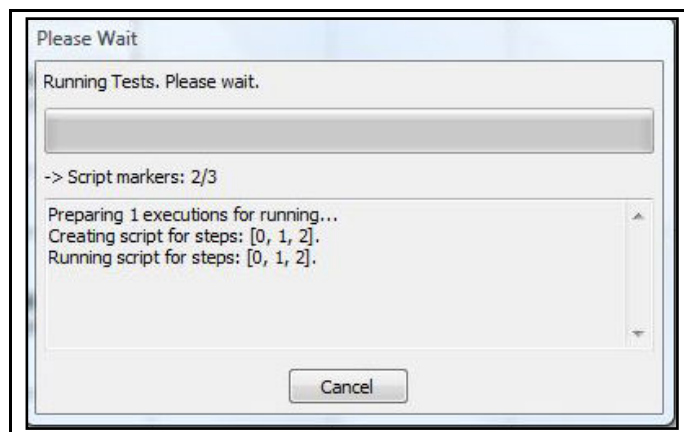 Please Wait
Running Tests. Please wait.
-> Script markers: 2/3
Preparing 1 executions for running...
Creating script for steps: [0, 1, 2].
Running script for steps: [0, 1, 2].
Cancel